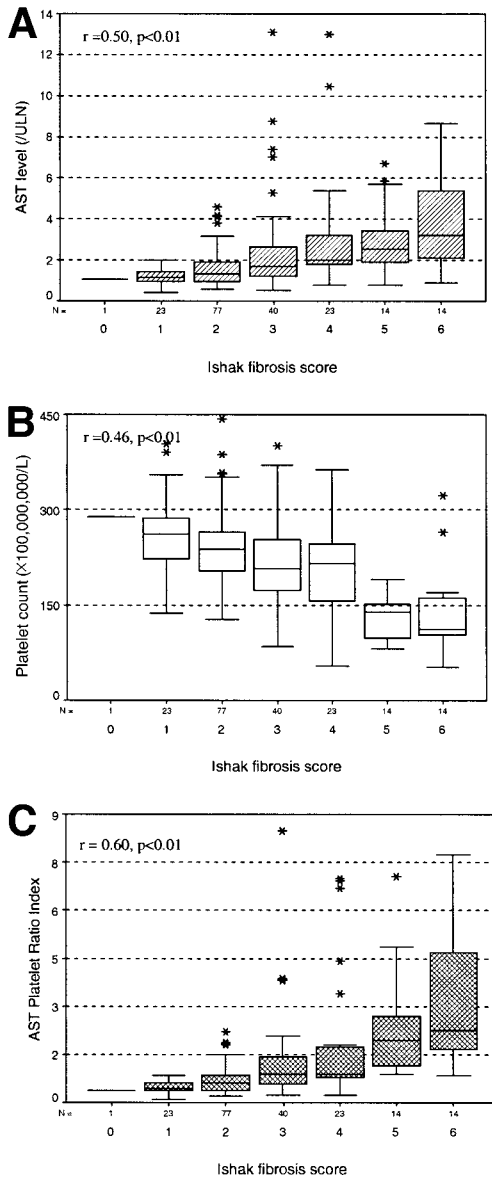 A
r =0.50, p<0.01
AST level (/ULN)
14
12
10
8
6
4
2
0
N = 1 23 77 40 23 14 14
0 1 2 3 4 5 6
Ishak fibrosis score
B
r =0.46, p<0.01
Platelet count (X100,000,000/L)
450
300
150
0
N = 1 23 77 40 23 14 14
0 1 2 3 4 5 6
Ishak fibrosis score
C
r = 0.60, p<0.01
AST Platelet Ratio Index
9
8
6
5
3
2
0
N = 1 23 77 40 23 14 14
0 1 2 3 4 5 6
Ishak fibrosis score